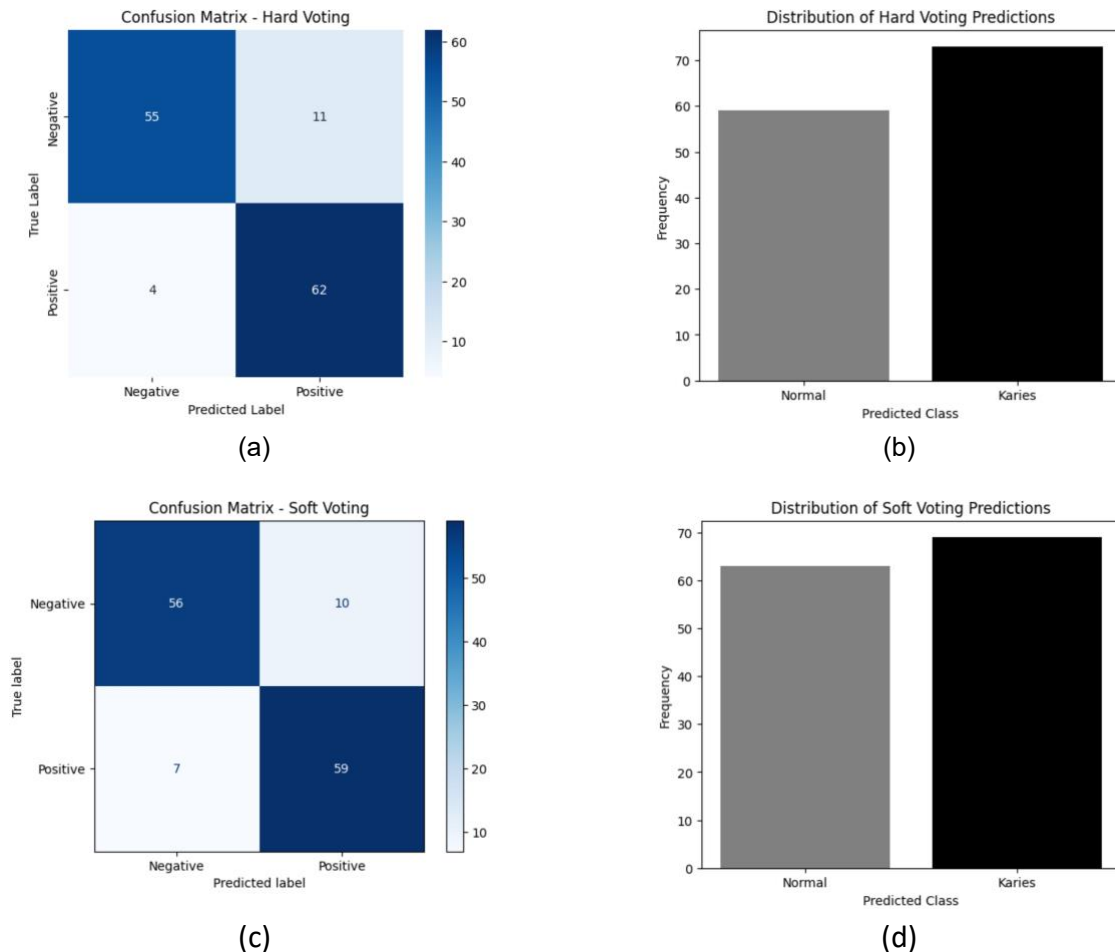 Confusion Matrix - Hard Voting
60
50
40
30
20
10
True Label
Negative
Positive
55
11
4
62
Negative
Positive
Predicted Label
(a)
Distribution of Hard Voting Predictions
Frequency
70
60
50
40
30
20
10
0
Normal
Karies
Predicted Class
(b)
Confusion Matrix - Soft Voting
True label
Negative
Positive
56
10
7
59
50
40
30
20
10
Negative
Positive
Predicted label
(c)
Distribution of Soft Voting Predictions
Frequency
70
60
50
40
30
20
10
0
Normal
Karies
Predicted Class
(d)